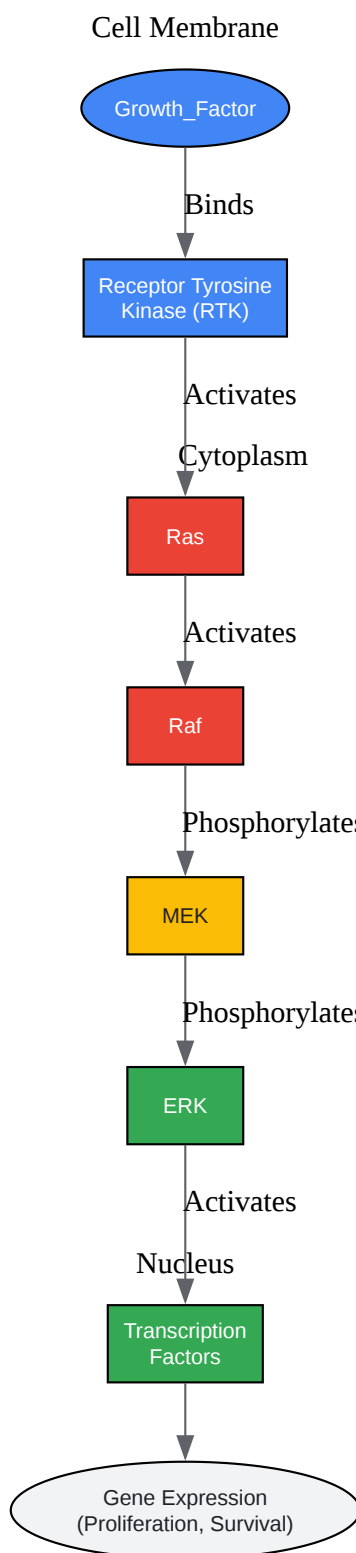 Cell Membrane
Growth_Factor
Binds
Receptor Tyrosine
Kinase (RTK)
Activates
Cytoplasm
Ras
Activates
Raf
Phosphorylates
MEK
Phosphorylates
ERK
Activates
Nucleus
Transcription
Factors
Gene Expression
(Proliferation, Survival)